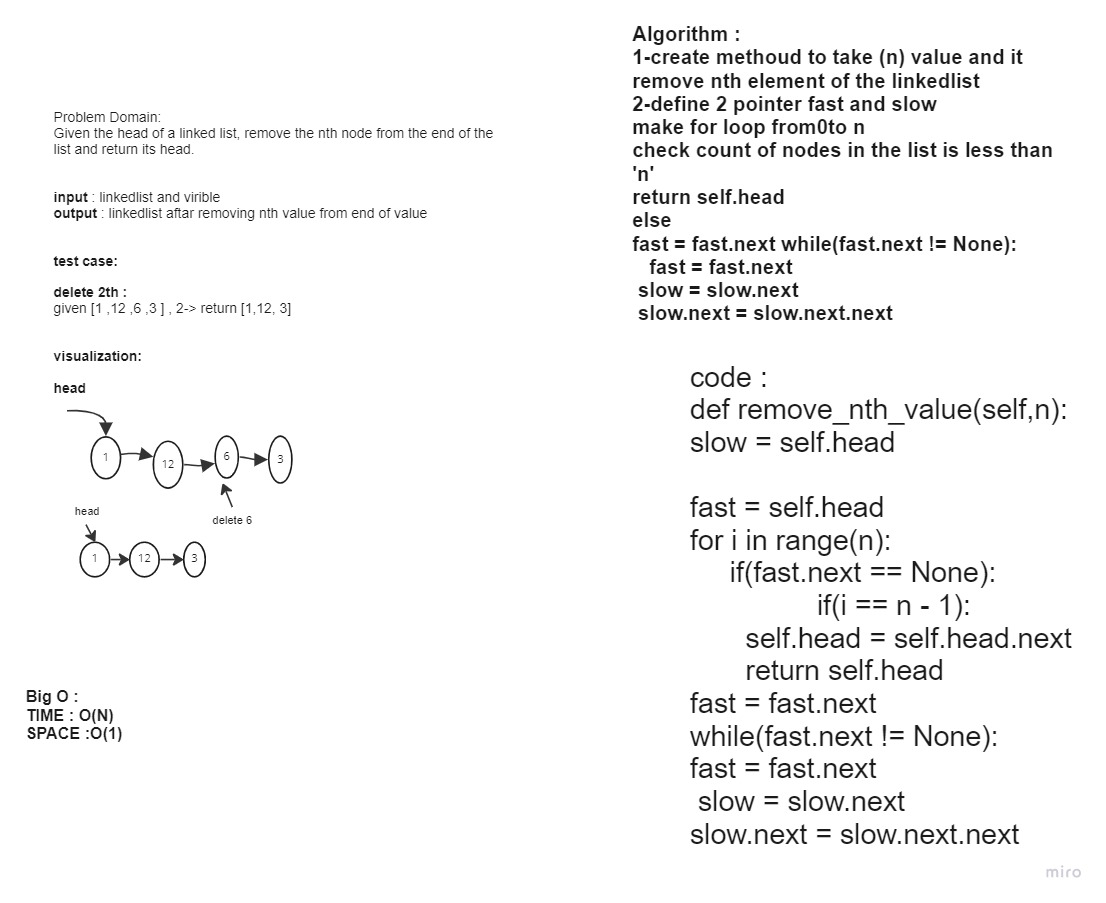 Problem Domain:
Given the head of a linked list, remove the nth node from the end of the
list and return its head.
input : linkedlist and virible
output : linkedlist aftar removing nth value from end of value
test case:
delete 2th :
given [1 ,12 ,6 ,3 ] , 2-> return [1,12, 3]
visualization:
head
1
12
6
3
delete 6
head
1
12
3
Big O :
TIME : O(N)
SPACE :O(1)
Algorithm :
1-create methoud to take (n) value and it
remove nth element of the linkedlist
2-define 2 pointer fast and slow
make for loop from0to n
check count of nodes in the list is less than
'n'
return self.head
else
fast = fast.next while(fast.next != None):
fast = fast.next
slow = slow.next
slow.next = slow.next.next
code :
def remove_nth_value(self,n):
slow = self.head
fast = self.head
for i in range(n):
if(fast.next == None):
if(i == n - 1):
self.head = self.head.next
return self.head
fast = fast.next
while(fast.next != None):
fast = fast.next
slow = slow.next
slow.next = slow.next.next
miro